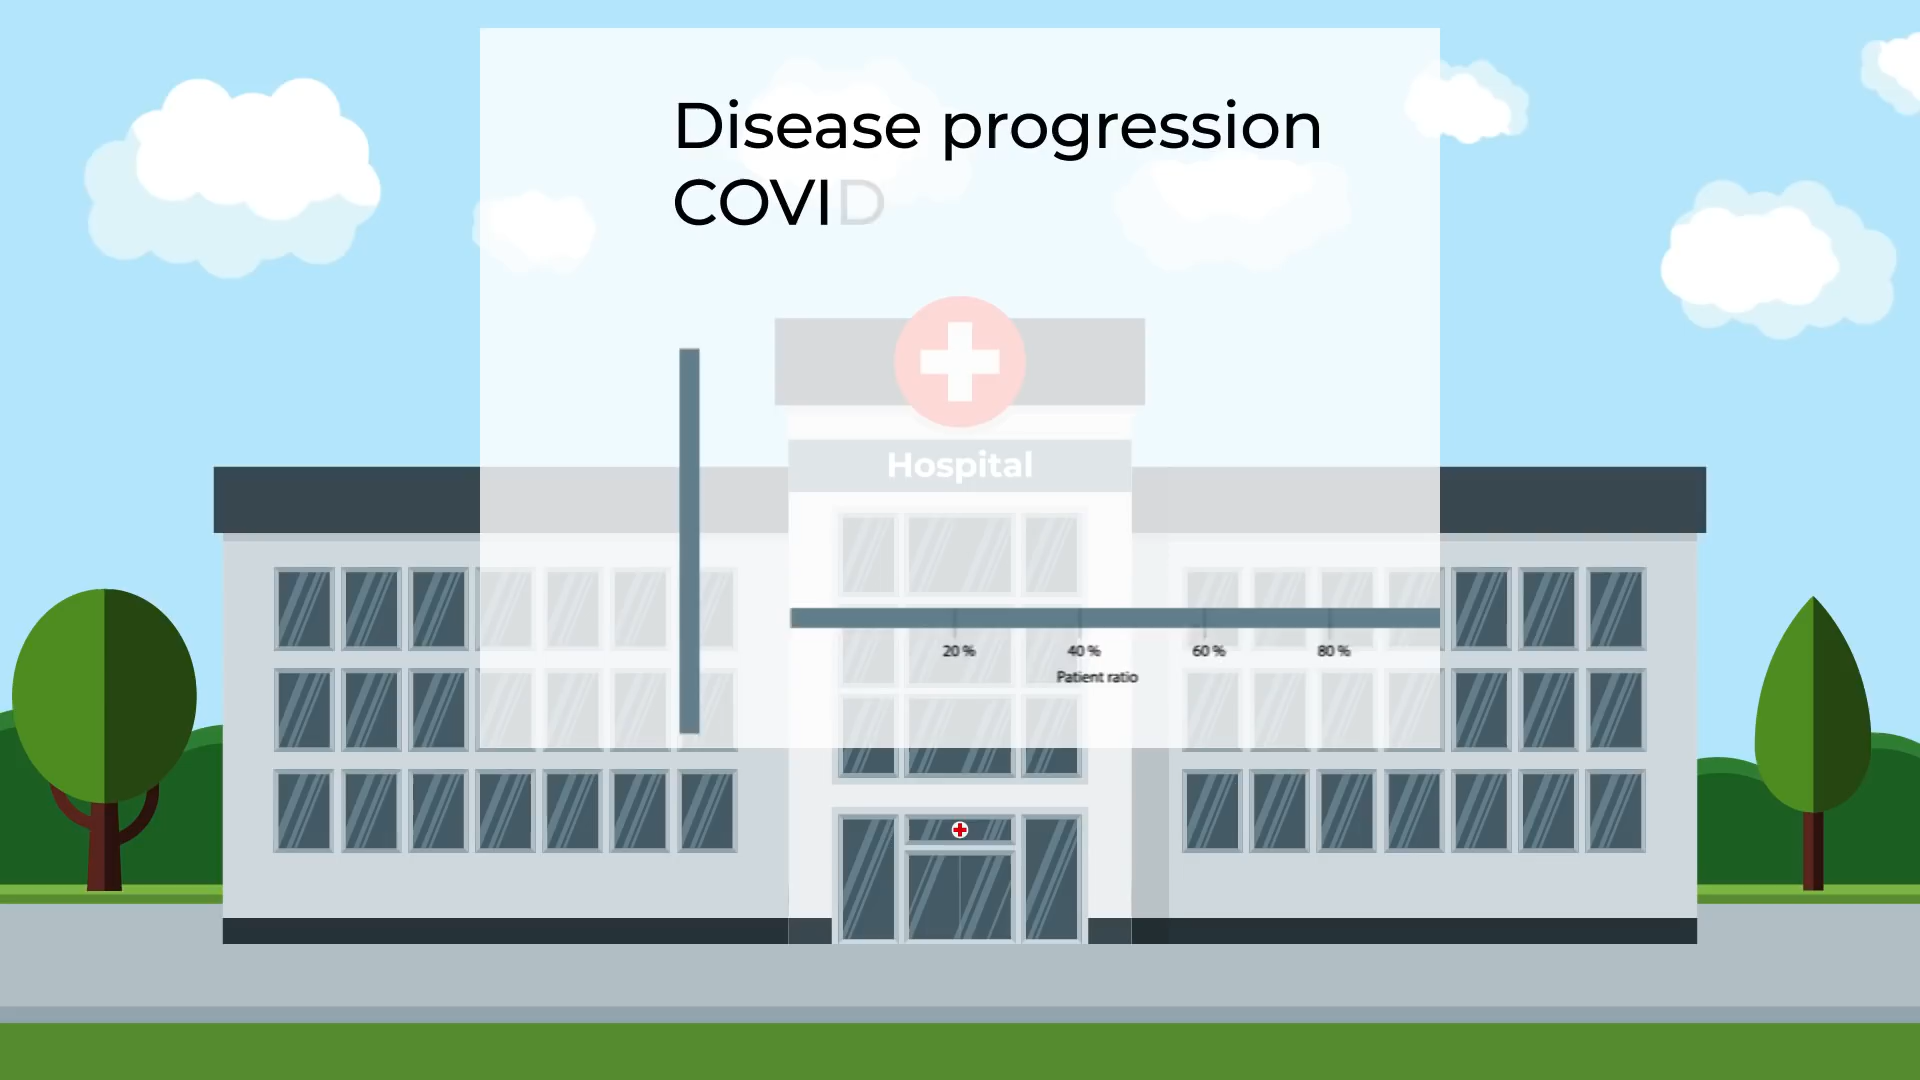 Disease progression
COVID
Hospital
20 %
40 %
60 %
80 %
Patient ratio